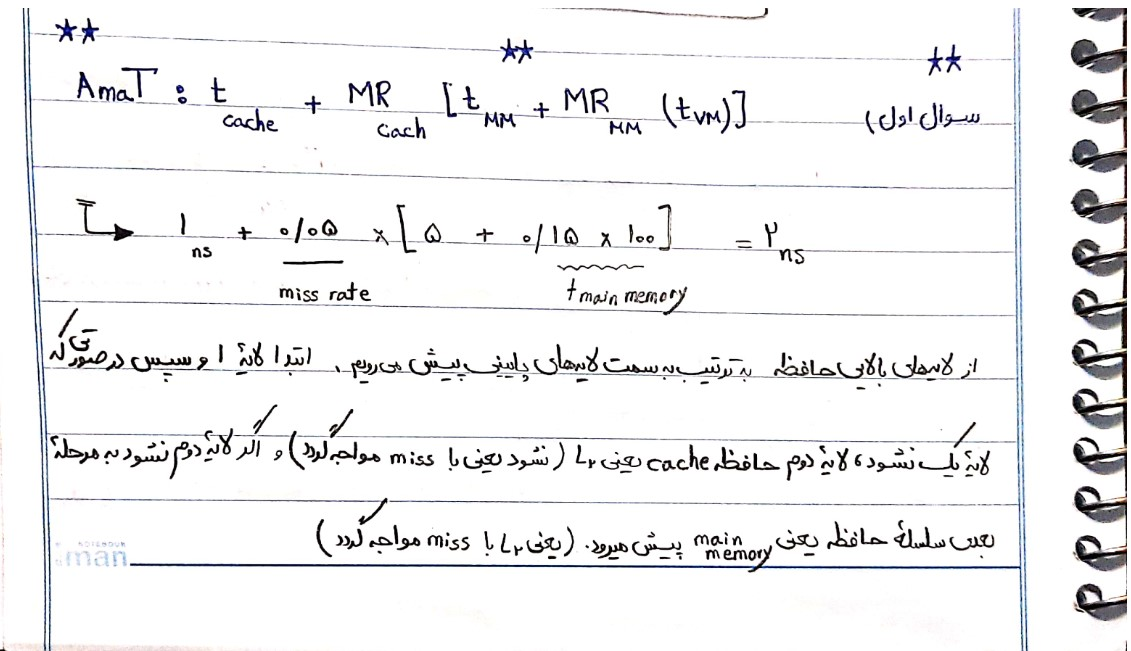 سوال اول)
AmaT : t cache + MR cach [t MM + MR MM (t VM)]
۱ ns + ۰/۰۵ × [۵ + ۰/۱۵ × ۱۰۰] = ۲ ns
miss rate
t main memory
از لایه‌های بالایی حافظه به ترتیب به سمت لایه‌های پایینی پیش می‌رویم. ابتدا لایهٔ ۱ و سپس در صورتی که
لایهٔ یک نشود، لایهٔ دوم حافظه cache یعنی L۲ (نشود یعنی با miss مواجه گردد) و اگر لایهٔ دوم نشود به مرحلهٔ
بعدی سلسلهٔ حافظه یعنی main memory پیش میرود. (یعنی L۲ با miss مواجه گردد)
NOTEBOOK
man